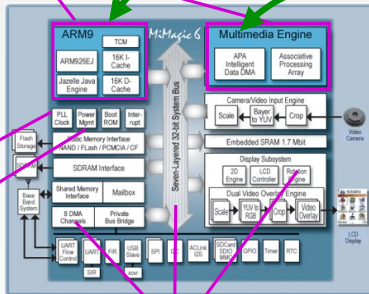 ARM9
TCM
ARM926EJ
16K I-
Cache
Jazelle Java
Engine
16K D-
Cache
MiMagic 6
Multimedia Engine
APA
Intelligent
Data DMA
Associative
Processing
Array
PLL
Clock
Power
Mgmt
Boot
ROM
Inter-
rupt
Seven-Layered 32-bit System Bus
Camera/Video Input Engine
Scale
Bayer
to YUV
Crop
Video
Camera
Flash
Storage
Static Memory Interface
NAND / FLash / PCMCIA / CF
Embedded SRAM 1.7 Mbit
SDRAM Interface
Display Subsystem
2D
Engine
LCD
Controller
Rotation
Engine
Shared Memory
Interface
Mailbox
Base
Band
System
8 DMA
Channels
Private
Bus Bridge
Dual Video Overlay Engine
Scale
YUV to
RGB
Crop
Video
Overlay
LCD
Display
UART
Flow
Control
UART
FIR
USB
Slave
SPI
ACLink
I2S
SDCard
SDIO
MMC
GPIO
Timer
RTC
SIR